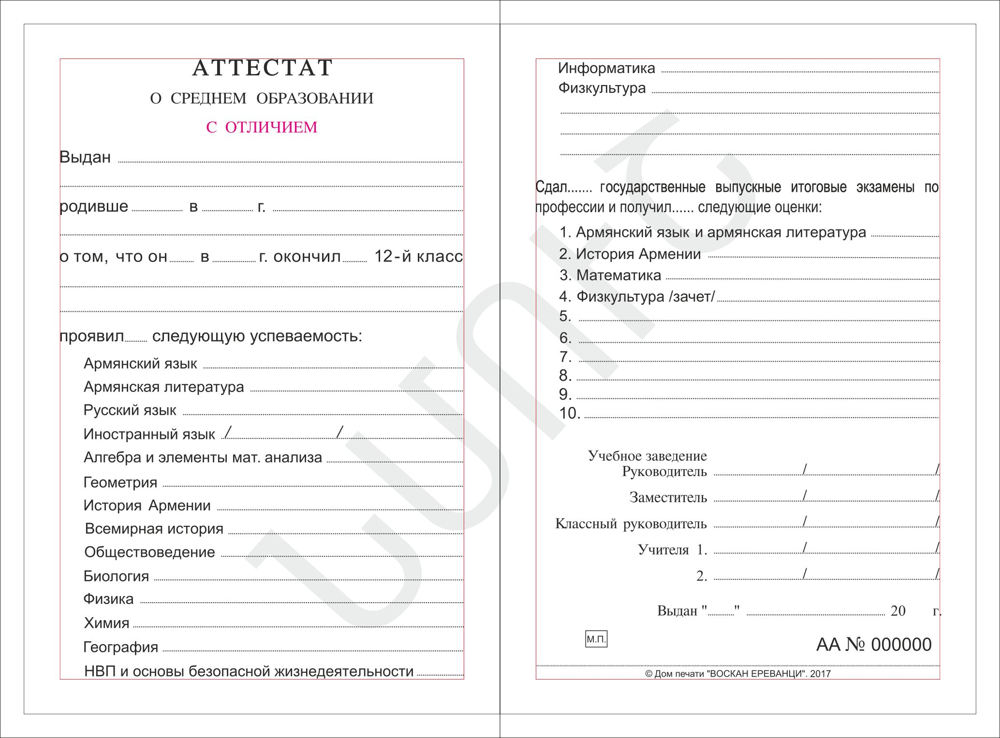 АТТЕСТАТ
О СРЕДНЕМ ОБРАЗОВАНИИ
С ОТЛИЧИЕМ
Выдан
родивше в г.
о том, что он в г. окончил 12-й класс
проявил следующую успеваемость:
Армянский язык
Армянская литература
Русский язык
Иностранный язык / /
Алгебра и элементы мат. анализа
Геометрия
История Армении
Всемирная история
Обществоведение
Биология
Физика
Химия
География
НВП и основы безопасной жизнедеятельности
Информатика
Физкультура
Сдал....... государственные выпускные итоговые экзамены по
профессии и получил...... следующие оценки:
1. Армянский язык и армянская литература
2. История Армении
3. Математика
4. Физкультура /зачет/
5.
6.
7.
8.
9.
10.
Учебное заведение
Руководитель / /
Заместитель / /
Классный руководитель / /
Учителя 1. / /
2. / /
Выдан "........" 20 г.
М.П.
АА № 000000
© Дом печати "ВОСКАН ЕРЕВАНЦИ". 2017
ՆՄՈՒՇ